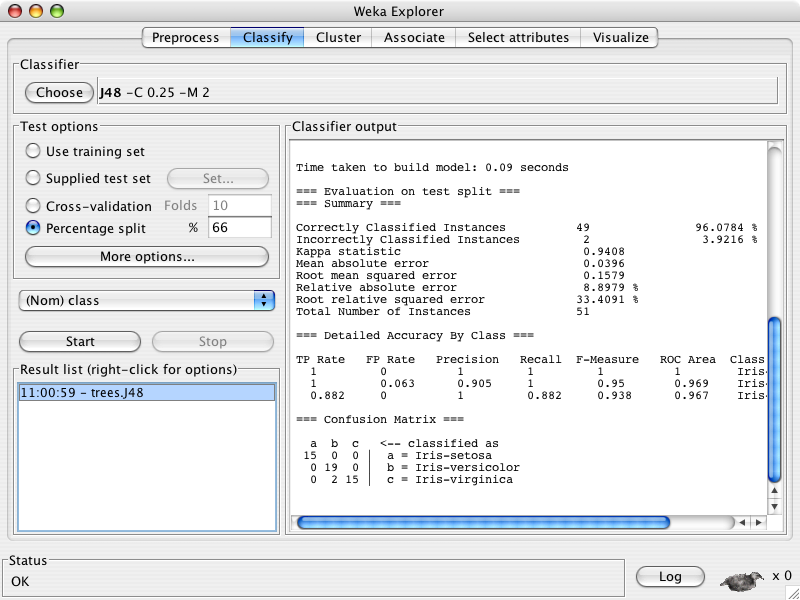 Weka Explorer
Preprocess Classify Cluster Associate Select attributes Visualize
Classifier
Choose J48 -C 0.25 -M 2
Test options
Use training set
Supplied test set Set...
Cross-validation Folds 10
Percentage split % 66
More options...
(Nom) class
Start Stop
Result list (right-click for options)
11:00:59 - trees.J48
Classifier output
Time taken to build model: 0.09 seconds
=== Evaluation on test split ===
=== Summary ===
Correctly Classified Instances 49 96.0784 %
Incorrectly Classified Instances 2 3.9216 %
Kappa statistic 0.9408
Mean absolute error 0.0396
Root mean squared error 0.1579
Relative absolute error 8.8979 %
Root relative squared error 33.4091 %
Total Number of Instances 51
=== Detailed Accuracy By Class ===
TP Rate FP Rate Precision Recall F-Measure ROC Area Class
1 0 1 1 1 1 Iris-
1 0.063 0.905 1 0.95 0.969 Iris-
0.882 0 1 0.882 0.938 0.967 Iris-
=== Confusion Matrix ===
a b c <-- classified as
15 0 0 | a = Iris-setosa
0 19 0 | b = Iris-versicolor
0 2 15 | c = Iris-virginica
Status
OK
Log
x 0